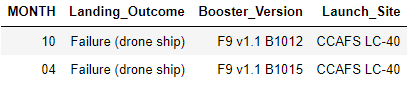 MONTH Landing_Outcome Booster_Version Launch_Site
10 Failure (drone ship) F9 v1.1 B1012 CCAFS LC-40
04 Failure (drone ship) F9 v1.1 B1015 CCAFS LC-40